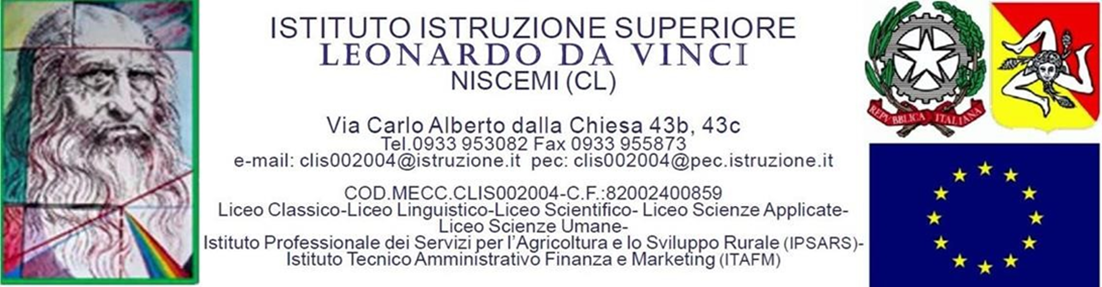 ISTITUTO ISTRUZIONE SUPERIORE
LEONARDO DA VINCI
NISCEMI (CL)
Via Carlo Alberto dalla Chiesa 43b, 43c
Tel.0933 953082 Fax 0933 955873
e-mail: clis002004@istruzione.it pec: clis002004@pec.istruzione.it
COD.MECC.CLIS002004-C.F.:82002400859
Liceo Classico-Liceo Linguistico-Liceo Scientifico- Liceo Scienze Applicate-
Liceo Scienze Umane-
Istituto Professionale dei Servizi per l'Agricoltura e lo Sviluppo Rurale (IPSARS)-
Istituto Tecnico Amministrativo Finanza e Marketing (ITAFM)
REPVBBLICA ITALIANA